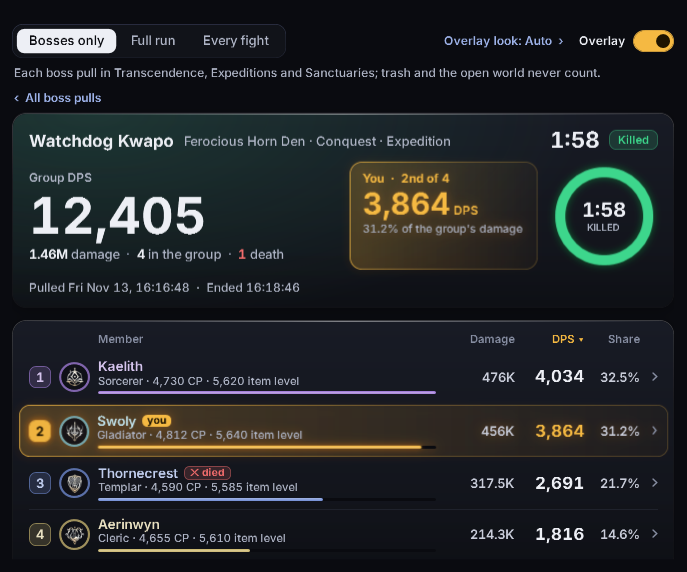 Bosses only Full run Every fight Overlay look: Auto › Overlay
Each boss pull in Transcendence, Expeditions and Sanctuaries; trash and the open world never count.
‹ All boss pulls
Watchdog Kwapo Ferocious Horn Den · Conquest · Expedition 1:58 Killed
Group DPS
12,405
1.46M damage · 4 in the group · 1 death
Pulled Fri Nov 13, 16:16:48 · Ended 16:18:46
You · 2nd of 4
3,864 DPS
31.2% of the group's damage
1:58
KILLED
Member Damage DPS ▾ Share
1 Kaelith 476K 4,034 32.5% ›
Sorcerer · 4,730 CP · 5,620 item level
2 Swoly you 456K 3,864 31.2% ›
Gladiator · 4,812 CP · 5,640 item level
3 Thornecrest ✕ died 317.5K 2,691 21.7% ›
Templar · 4,590 CP · 5,585 item level
4 Aerinwyn 214.3K 1,816 14.6% ›
Cleric · 4,655 CP · 5,610 item level